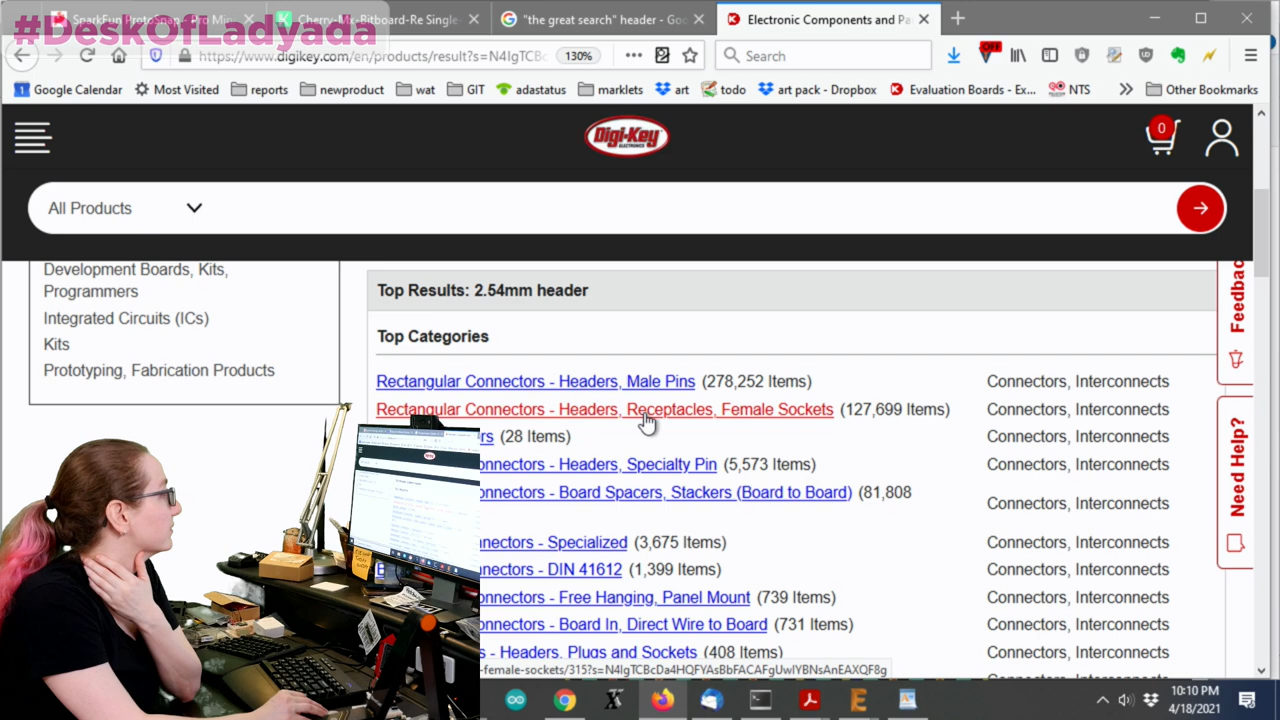 #DeskOfLadyada
SparkFun ProtoSnap - Pro Mini
Cherry-Mx-Bitboard-Re Single-
"the great search" header - Goo
Electronic Components and Pa
https://www.digikey.com/en/products/result?s=N4IgTCBc
130%
Search
OFF
Google Calendar
Most Visited
reports
newproduct
wat
GIT
adastatus
marklets
art
todo
art pack - Dropbox
Evaluation Boards - Ex...
NTS
Other Bookmarks
Digi-Key
ELECTRONICS
0
All Products
Development Boards, Kits,
Programmers
Integrated Circuits (ICs)
Kits
Prototyping, Fabrication Products
Top Results: 2.54mm header
Top Categories
Rectangular Connectors - Headers, Male Pins (278,252 Items) Connectors, Interconnects
Rectangular Connectors - Headers, Receptacles, Female Sockets (127,699 Items) Connectors, Interconnects
rs (28 Items) Connectors, Interconnects
onnectors - Headers, Specialty Pin (5,573 Items) Connectors, Interconnects
onnectors - Board Spacers, Stackers (Board to Board) (81,808 Connectors, Interconnects
nectors - Specialized (3,675 Items) Connectors, Interconnects
nectors - DIN 41612 (1,399 Items) Connectors, Interconnects
onnectors - Free Hanging, Panel Mount (739 Items) Connectors, Interconnects
onnectors - Board In, Direct Wire to Board (731 Items) Connectors, Interconnects
s - Headers, Plugs and Sockets (408 Items) Connectors, Interconnects
Feedbac
Need Help?
-female-sockets/315?s=N4IgTCBcDa4HQFYAsBbFACAFgUwIYBNsAnEAXQF8g
10:10 PM
4/18/2021